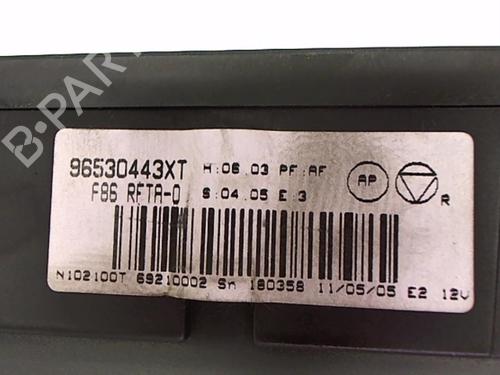 B-PARTS
96530443XT H:06.03 PF:AF AP
F86 RFTA-0 S:04.05 E:3 R
N102100T 69210002 Sn 180358 11/05/05 E2 12V